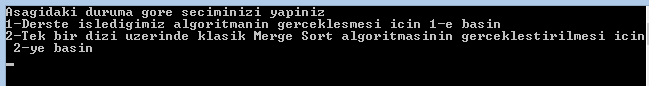 Asagidaki duruma gore seciminizi yapiniz
1-Derste isledigimiz algoritmanin gerceklesmesi icin 1-e basin
2-Tek bir dizi uzerinde klasik Merge Sort algoritmasinin gerceklestirilmesi icin
2-ye basin